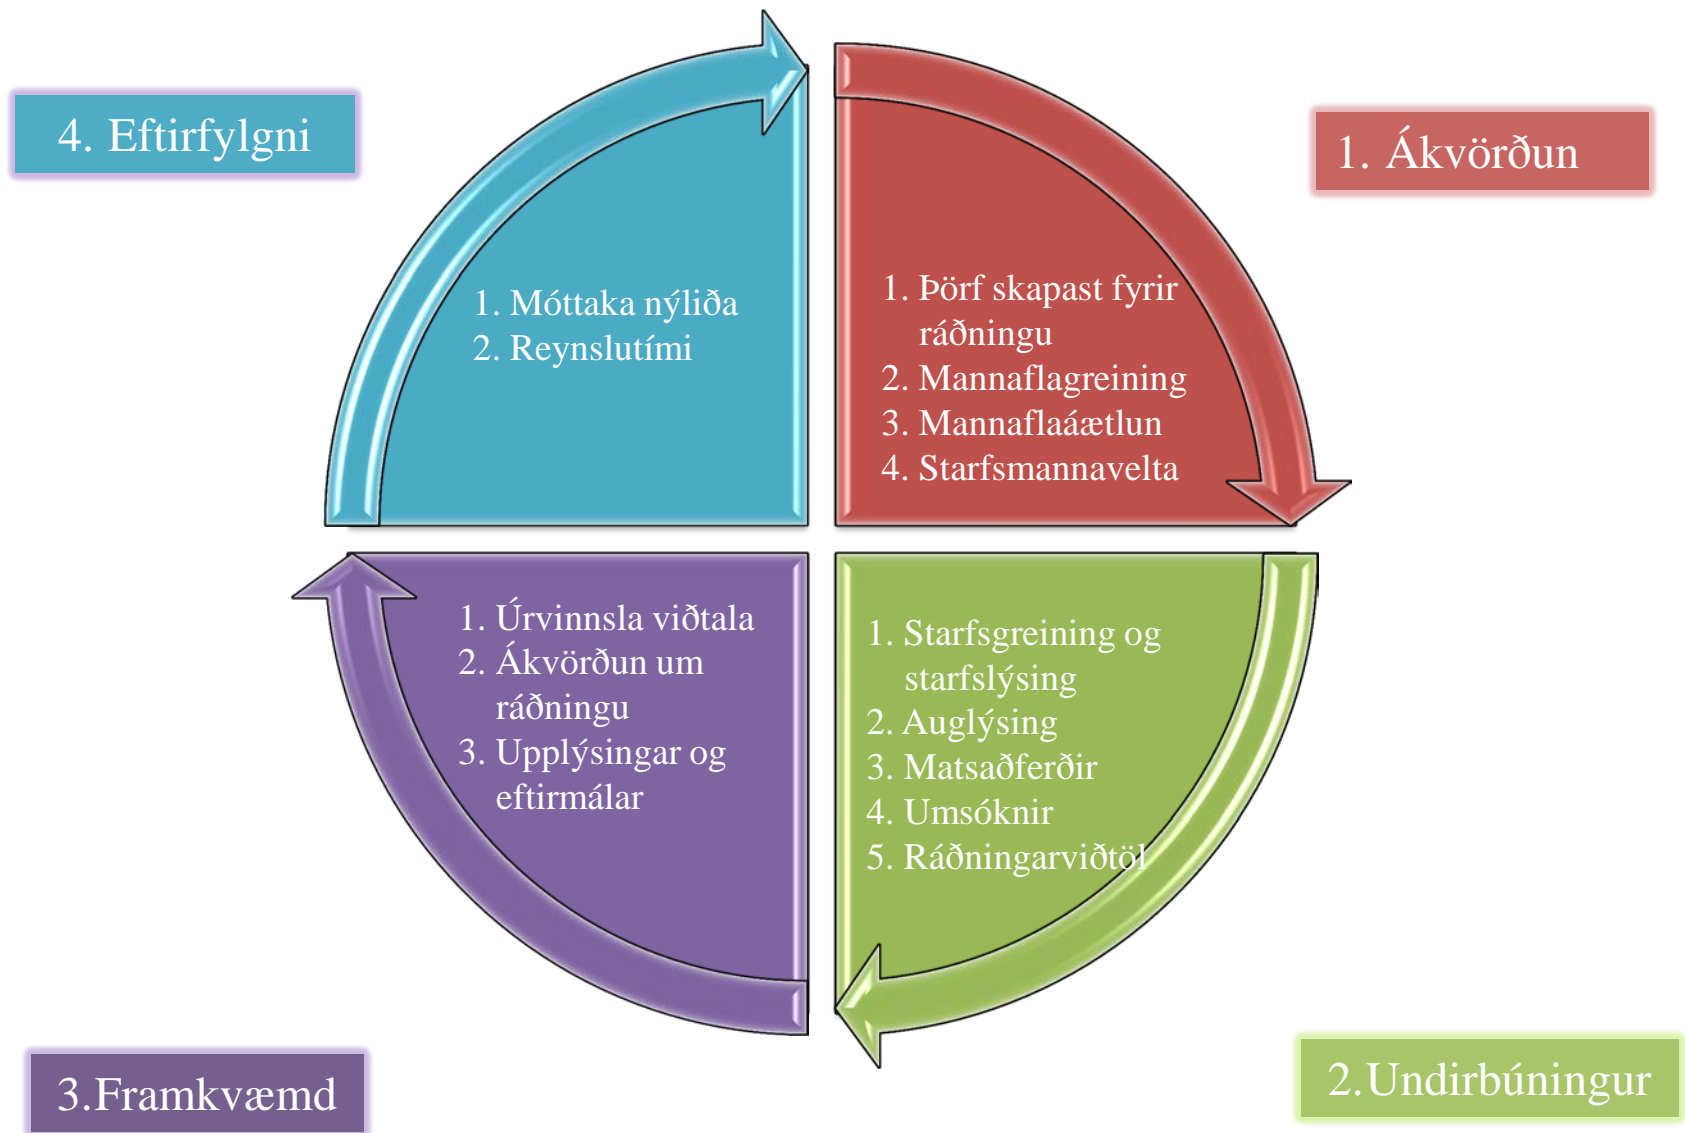 4. Eftirfylgni
1. Ákvörðun
1. Móttaka nýliða
2. Reynslutími
1. Þörf skapast fyrir
ráðningu
2. Mannaflagreining
3. Mannaflaáætlun
4. Starfsmannavelta
1. Úrvinnsla viðtala
2. Ákvörðun um
ráðningu
3. Upplýsingar og
eftirmálar
1. Starfsgreining og
starfslýsing
2. Auglýsing
3. Matsaðferðir
4. Umsóknir
5. Ráðningarviðtöl
3.Framkvæmd
2.Undirbúningur